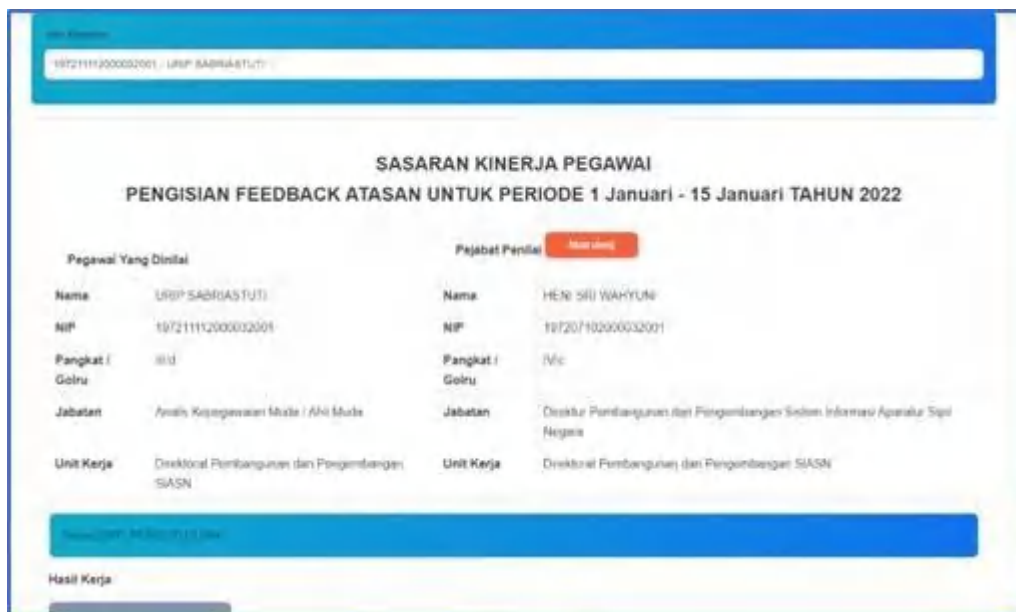 197211112000032001 - URIP SABRIASTUTI
SASARAN KINERJA PEGAWAI
PENGISIAN FEEDBACK ATASAN UNTUK PERIODE 1 Januari - 15 Januari TAHUN 2022
Pegawai Yang Dinilai
Pejabat Penilai
Nama URIP SABRIASTUTI Nama HENI SRI WAHYUNI
NIP 197211112000032001 NIP 197207102000032001
Pangkat / III/d Pangkat / IV/c
Golru Golru
Jabatan Analis Kepegawaian Muda / Ahli Muda Jabatan Direktur Pembangunan dan Pengembangan Sistem Informasi Aparatur Sipil
Negara
Unit Kerja Direktorat Pembangunan dan Pengembangan Unit Kerja Direktorat Pembangunan dan Pengembangan SIASN
SIASN
Hasil Kerja